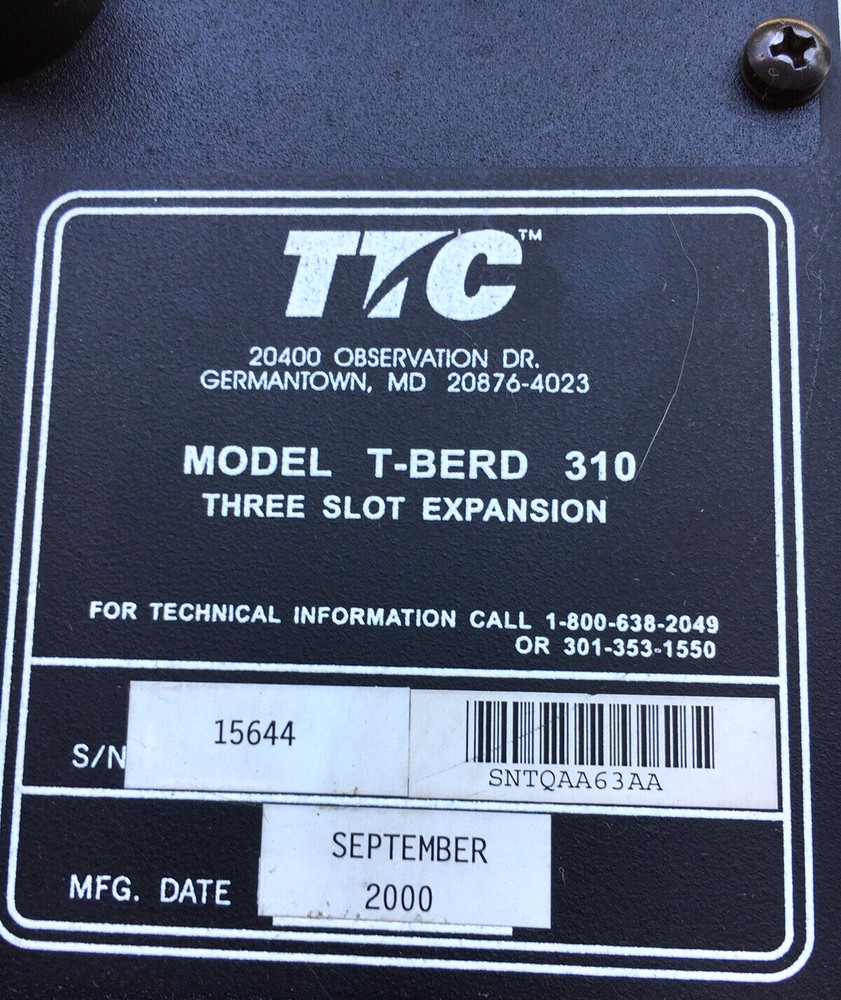 TTC™
20400 OBSERVATION DR.
GERMANTOWN, MD 20876-4023
MODEL T-BERD 310
THREE SLOT EXPANSION
FOR TECHNICAL INFORMATION CALL 1-800-638-2049
OR 301-353-1550
S/N 15644
SNTQAA63AA
MFG. DATE SEPTEMBER
2000